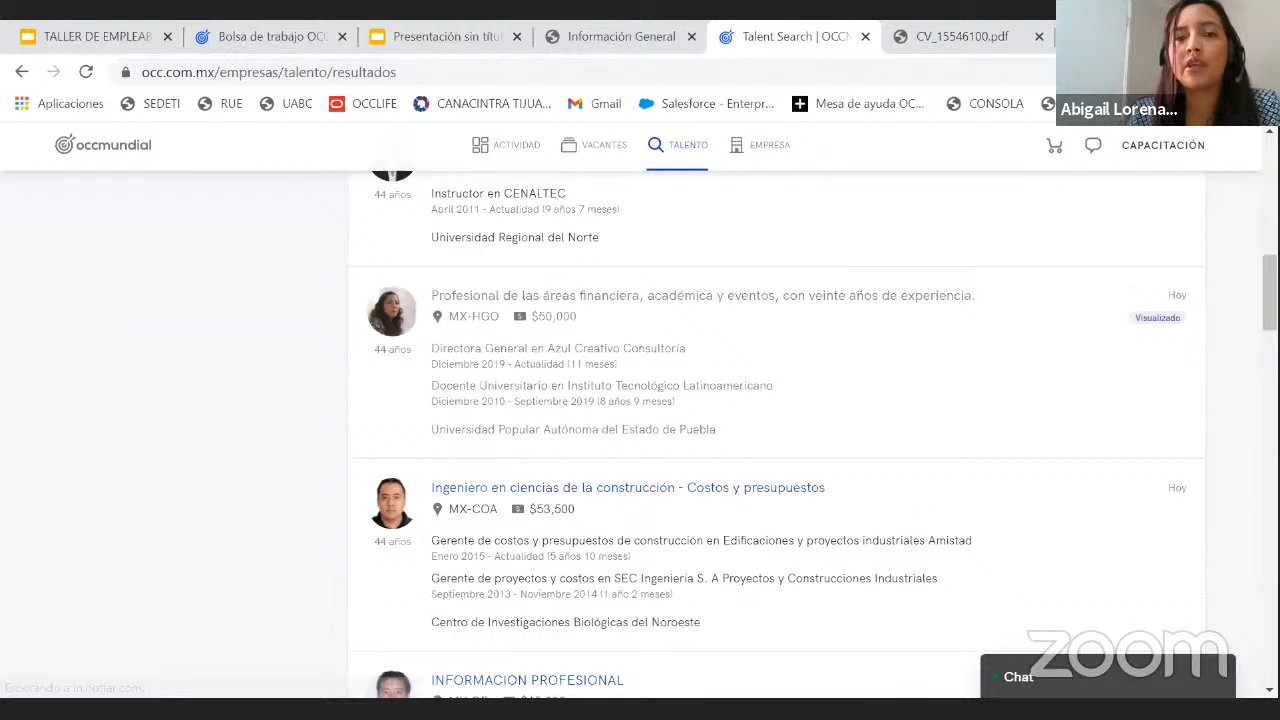 TALLER DE EMPLEAB
Bolsa de trabajo OC
Presentación sin títu
Información General
Talent Search | OCC
CV_15546100.pdf
occ.com.mx/empresas/talento/resultados
Aplicaciones
SEDETI
RUE
UABC
OCCLIFE
CANACINTRA TIJUA...
Gmail
Salesforce - Enterpr...
Mesa de ayuda OC...
CONSOLA
Abigail Lorena...
occmundial
ACTIVIDAD
VACANTES
TALENTO
EMPRESA
CAPACITACIÓN
44 años
Instructor en CENALTEC
Abril 2011 - Actualidad (9 años 7 meses)
Universidad Regional del Norte
Profesional de las áreas financiera, académica y eventos, con veinte años de experiencia.
Hoy
MX-HGO
$50,000
Visualizado
44 años
Directora General en Azul Creativo Consultoría
Diciembre 2019 - Actualidad (11 meses)
Docente Universitario en Instituto Tecnológico Latinoamericano
Diciembre 2010 - Septiembre 2019 (8 años 9 meses)
Universidad Popular Autónoma del Estado de Puebla
Ingeniero en ciencias de la construcción - Costos y presupuestos
Hoy
MX-COA
$53,500
44 años
Gerente de costos y presupuestos de construcción en Edificaciones y proyectos industriales Amistad
Enero 2015 - Actualidad (5 años 10 meses)
Gerente de proyectos y costos en SEC Ingeniería S. A Proyectos y Construcciones Industriales
Septiembre 2013 - Noviembre 2014 (1 año 2 meses)
Centro de Investigaciones Biológicas del Noroeste
INFORMACION PROFESIONAL
Esperando a in.hotjar.com...
zoom
Chat